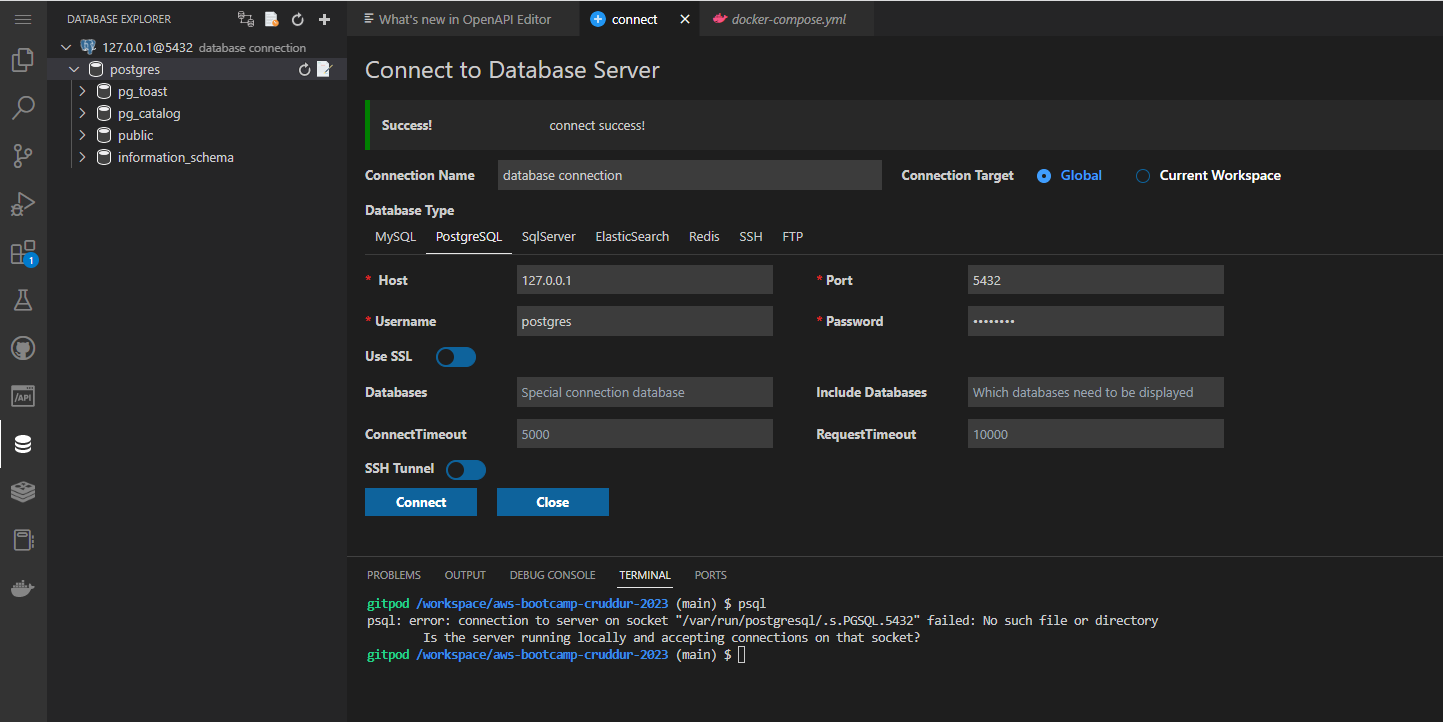 DATABASE EXPLORER
127.0.0.1@5432 database connection
postgres
pg_toast
pg_catalog
public
information_schema
1
/API
What's new in OpenAPI Editor
connect
docker-compose.yml
Connect to Database Server
Success! connect success!
Connection Name database connection Connection Target Global Current Workspace
Database Type
MySQL PostgreSQL SqlServer ElasticSearch Redis SSH FTP
* Host 127.0.0.1 * Port 5432
* Username postgres * Password ••••••••
Use SSL
Databases Special connection database Include Databases Which databases need to be displayed
ConnectTimeout 5000 RequestTimeout 10000
SSH Tunnel
Connect Close
PROBLEMS OUTPUT DEBUG CONSOLE TERMINAL PORTS
gitpod /workspace/aws-bootcamp-cruddur-2023 (main) $ psql
psql: error: connection to server on socket "/var/run/postgresql/.s.PGSQL.5432" failed: No such file or directory
Is the server running locally and accepting connections on that socket?
gitpod /workspace/aws-bootcamp-cruddur-2023 (main) $